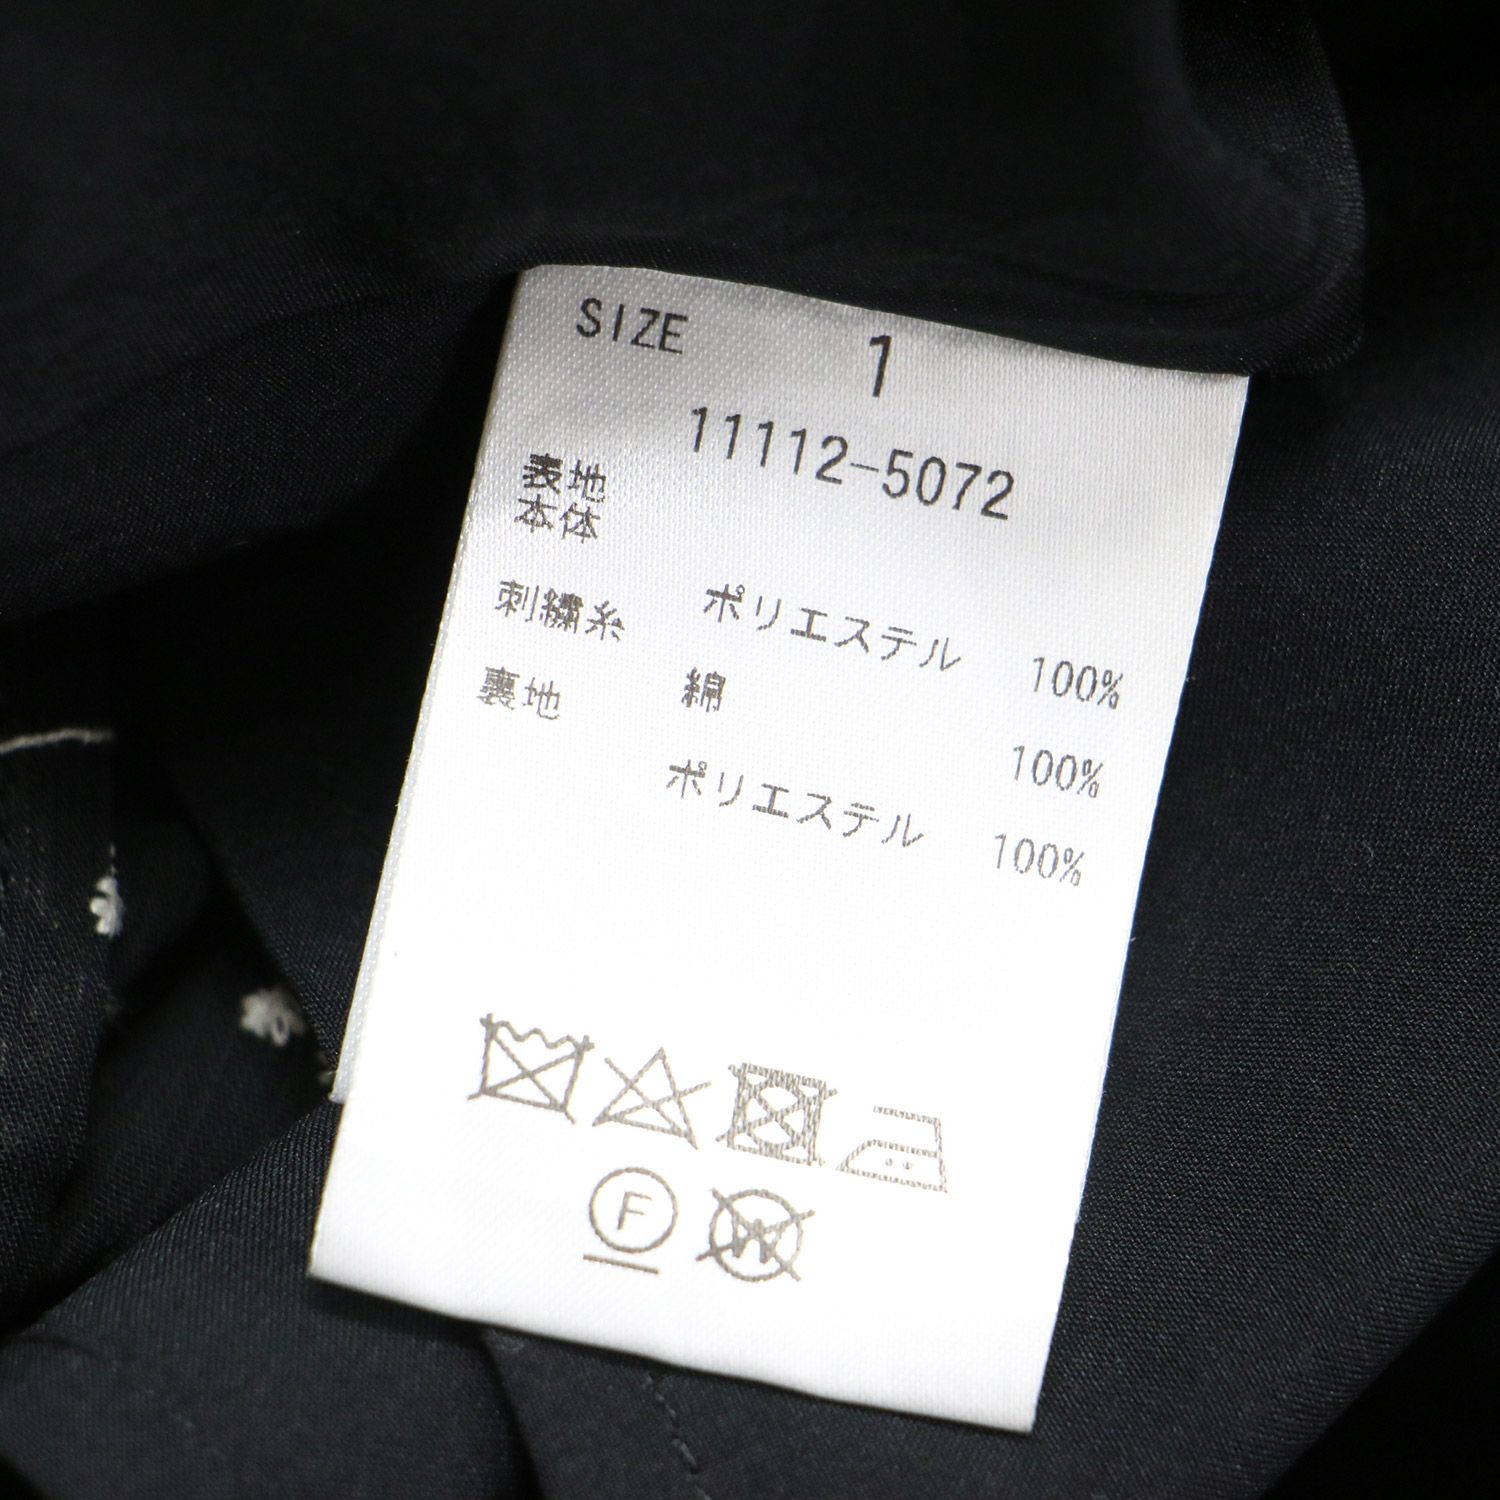 SIZE 1
11112-5072
表地
本体 ポリエステル 100%
刺繍糸 綿 100%
裏地 ポリエステル 100%
F W